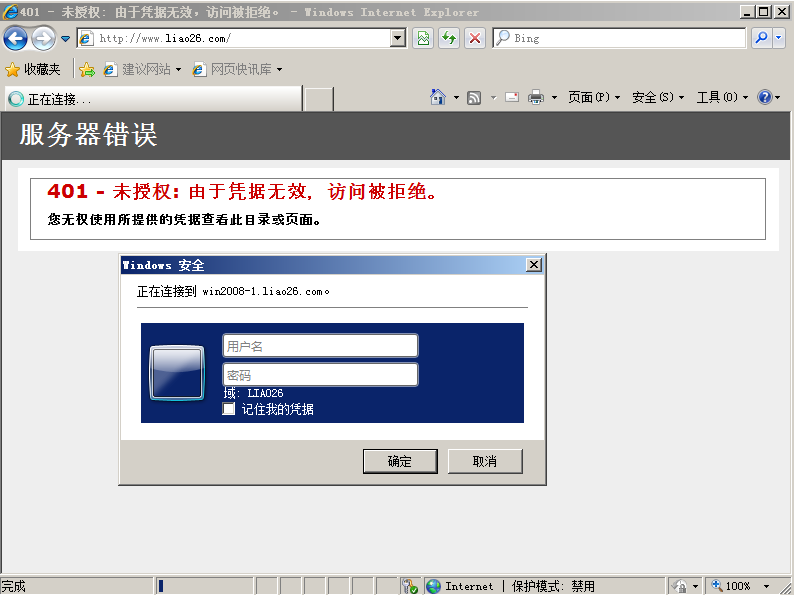 401 - 未授权: 由于凭据无效，访问被拒绝。 - Windows Internet Explorer
http://www.liao26.com/
Bing
收藏夹 建议网站 网页快讯库
正在连接...
页面(P) 安全(S) 工具(O)
服务器错误
401 - 未授权: 由于凭据无效，访问被拒绝。
您无权使用所提供的凭据查看此目录或页面。
Windows 安全
正在连接到 win2008-1.liao26.com。
用户名
密码
域: LIAO26
记住我的凭据
确定 取消
完成 Internet | 保护模式: 禁用 100%